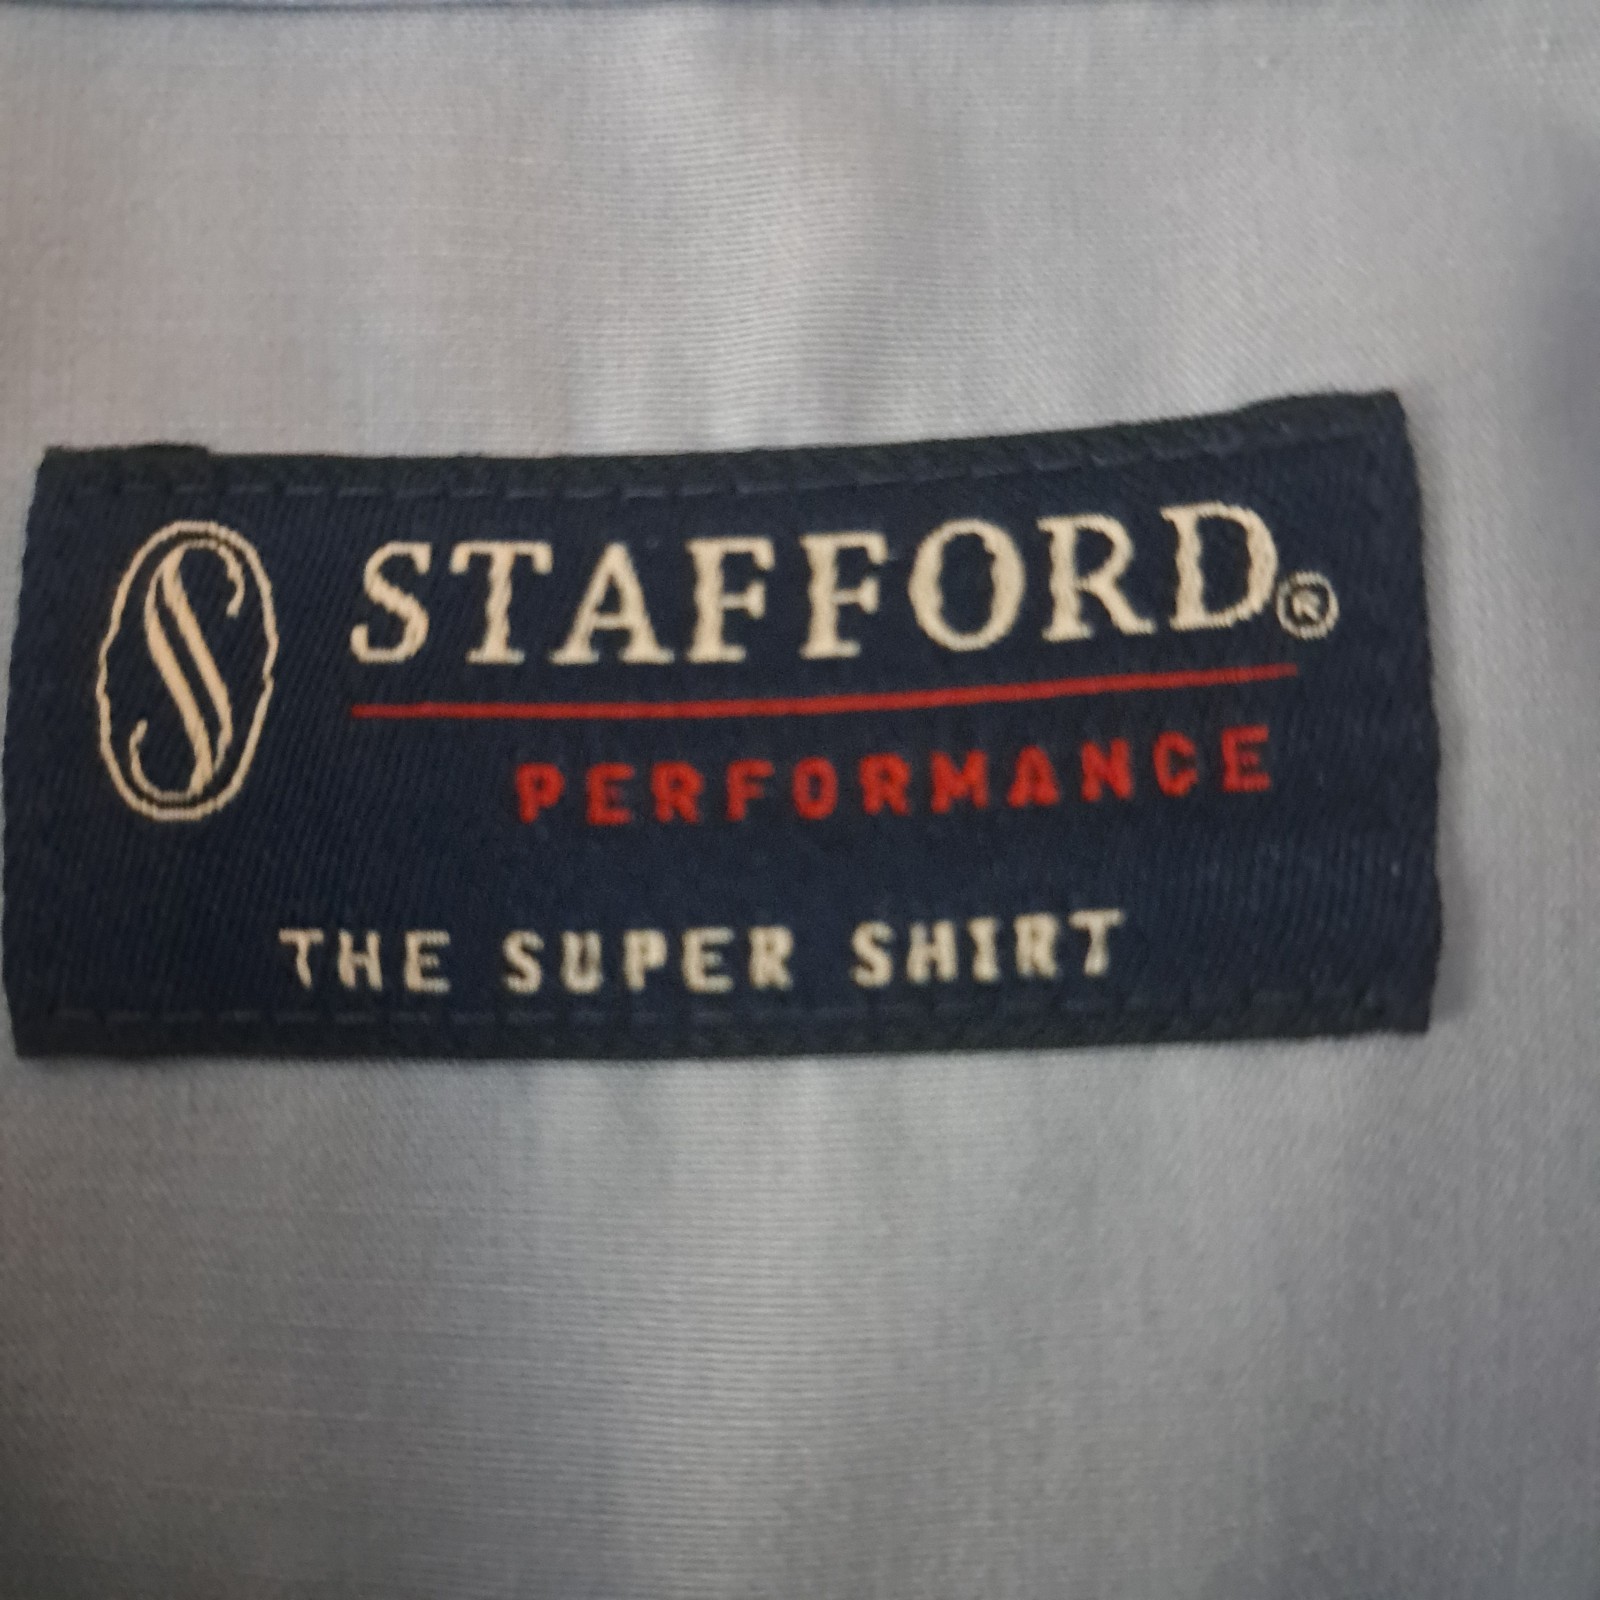 S STAFFORD®
PERFORMANCE
THE SUPER SHIRT